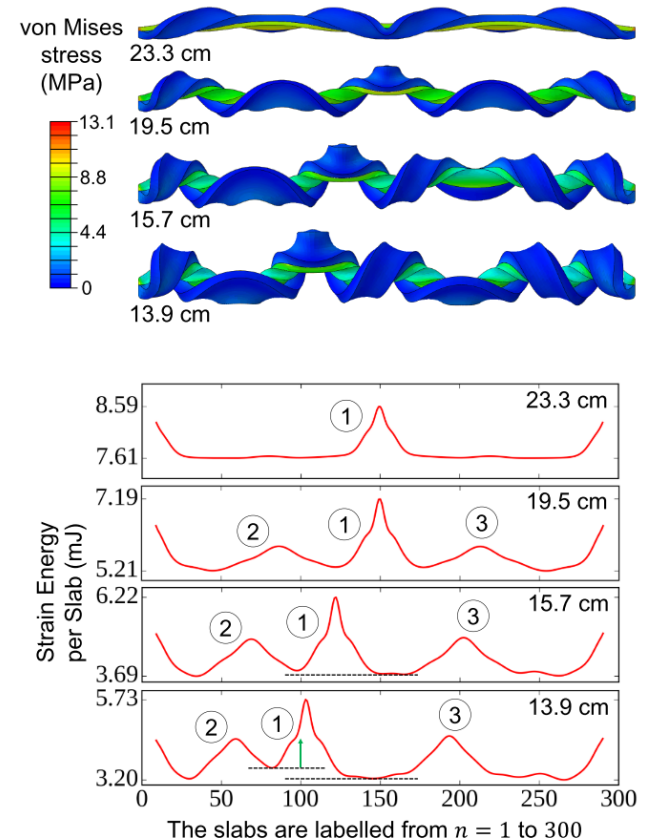 von Mises
stress
(MPa)
13.1
8.8
4.4
0
23.3 cm
19.5 cm
15.7 cm
13.9 cm
8.59
7.61
1
23.3 cm
7.19
5.21
2
1
3
19.5 cm
6.22
3.69
2
1
3
15.7 cm
5.73
3.20
2
1
3
13.9 cm
Strain Energy
per Slab (mJ)
0 50 100 150 200 250 300
The slabs are labelled from n = 1 to 300